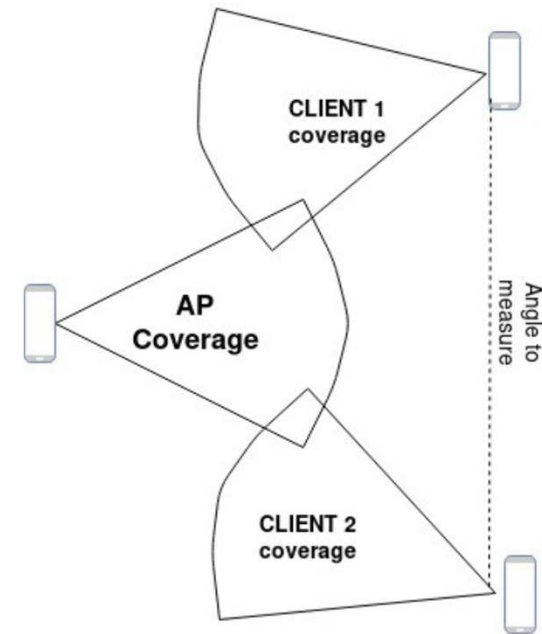 CLIENT 1
coverage
AP
Coverage
Angle to
measure
CLIENT 2
coverage